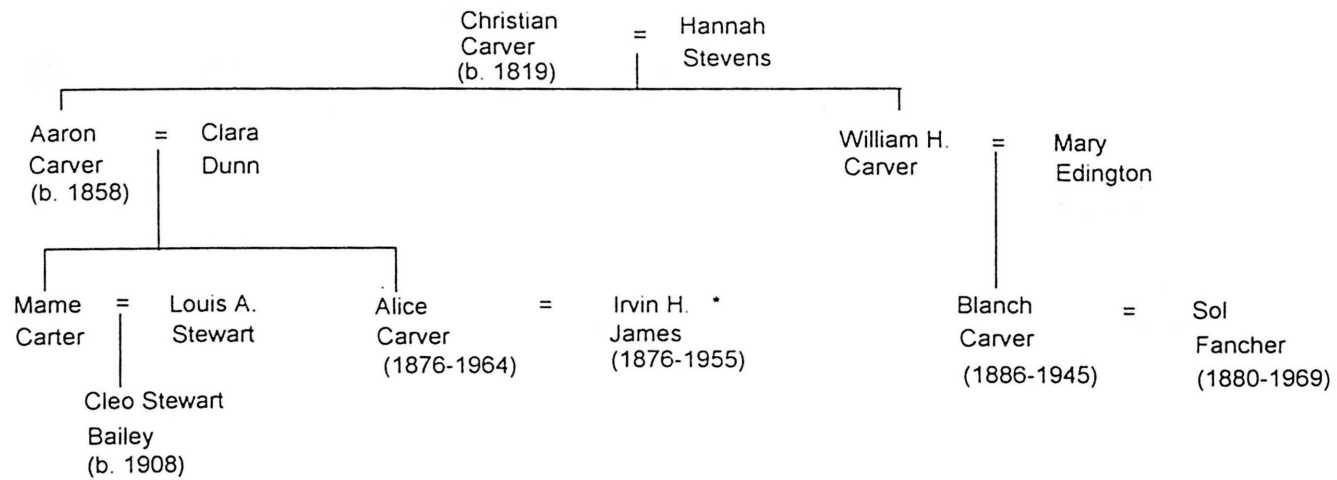 Christian
Carver
(b. 1819)
=
Hannah
Stevens
Aaron
Carver
(b. 1858)
=
Clara
Dunn
William H.
Carver
=
Mary
Edington
Mame
Carter
=
Louis A.
Stewart
Alice
Carver
(1876-1964)
=
Irvin H. *
James
(1876-1955)
Blanch
Carver
(1886-1945)
=
Sol
Fancher
(1880-1969)
Cleo Stewart
Bailey
(b. 1908)